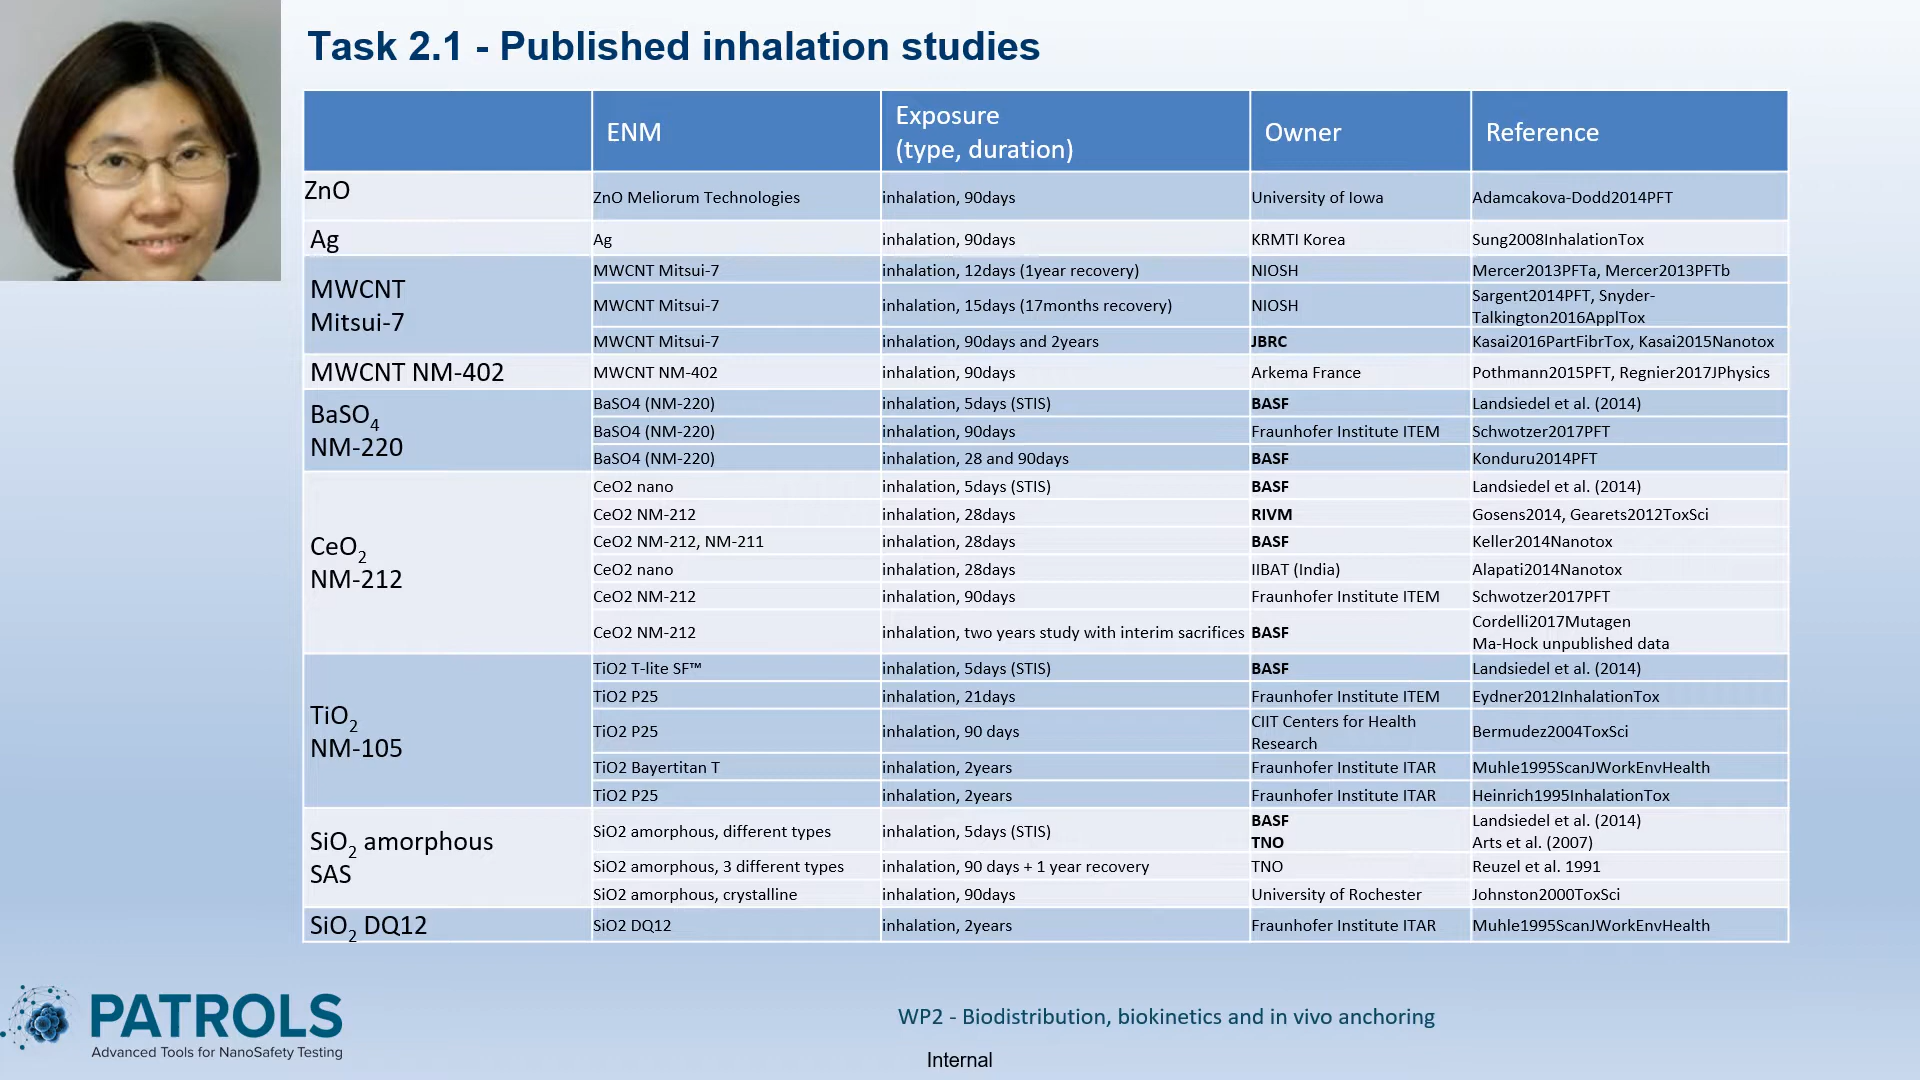 Task 2.1 - Published inhalation studies
ENM
Exposure
(type, duration)
Owner
Reference
ZnO
ZnO Meliorum Technologies
inhalation, 90days
University of Iowa
Adamcakova-Dodd2014PFT
Ag
Ag
inhalation, 90days
KRMTI Korea
Sung2008InhalationTox
MWCNT
Mitsui-7
MWCNT Mitsui-7
inhalation, 12days (1year recovery)
NIOSH
Mercer2013PFTa, Mercer2013PFTb
MWCNT Mitsui-7
inhalation, 15days (17months recovery)
NIOSH
Sargent2014PFT, Snyder-
Talkington2016ApplTox
MWCNT Mitsui-7
inhalation, 90days and 2years
JBRC
Kasai2016PartFibrTox, Kasai2015Nanotox
MWCNT NM-402
MWCNT NM-402
inhalation, 90days
Arkema France
Pothmann2015PFT, Regnier2017JPhysics
BaSO4
NM-220
BaSO4 (NM-220)
inhalation, 5days (STIS)
BASF
Landsiedel et al. (2014)
BaSO4 (NM-220)
inhalation, 90days
Fraunhofer Institute ITEM
Schwotzer2017PFT
BaSO4 (NM-220)
inhalation, 28 and 90days
BASF
Konduru2014PFT
CeO2
NM-212
CeO2 nano
inhalation, 5days (STIS)
BASF
Landsiedel et al. (2014)
CeO2 NM-212
inhalation, 28days
RIVM
Gosens2014, Gearets2012ToxSci
CeO2 NM-212, NM-211
inhalation, 28days
BASF
Keller2014Nanotox
CeO2 nano
inhalation, 28days
IIBAT (India)
Alapati2014Nanotox
CeO2 NM-212
inhalation, 90days
Fraunhofer Institute ITEM
Schwotzer2017PFT
CeO2 NM-212
inhalation, two years study with interim sacrifices
BASF
Cordelli2017Mutagen
Ma-Hock unpublished data
TiO2
NM-105
TiO2 T-lite SF™
inhalation, 5days (STIS)
BASF
Landsiedel et al. (2014)
TiO2 P25
inhalation, 21days
Fraunhofer Institute ITEM
Eydner2012InhalationTox
TiO2 P25
inhalation, 90 days
CIIT Centers for Health
Research
Bermudez2004ToxSci
TiO2 Bayertitan T
inhalation, 2years
Fraunhofer Institute ITAR
Muhle1995ScanJWorkEnvHealth
TiO2 P25
inhalation, 2years
Fraunhofer Institute ITAR
Heinrich1995InhalationTox
SiO2 amorphous
SAS
SiO2 amorphous, different types
inhalation, 5days (STIS)
BASF
TNO
Landsiedel et al. (2014)
Arts et al. (2007)
SiO2 amorphous, 3 different types
inhalation, 90 days + 1 year recovery
TNO
Reuzel et al. 1991
SiO2 amorphous, crystalline
inhalation, 90days
University of Rochester
Johnston2000ToxSci
SiO2 DQ12
SiO2 DQ12
inhalation, 2years
Fraunhofer Institute ITAR
Muhle1995ScanJWorkEnvHealth
PATROLS
Advanced Tools for NanoSafety Testing
WP2 - Biodistribution, biokinetics and in vivo anchoring
Internal